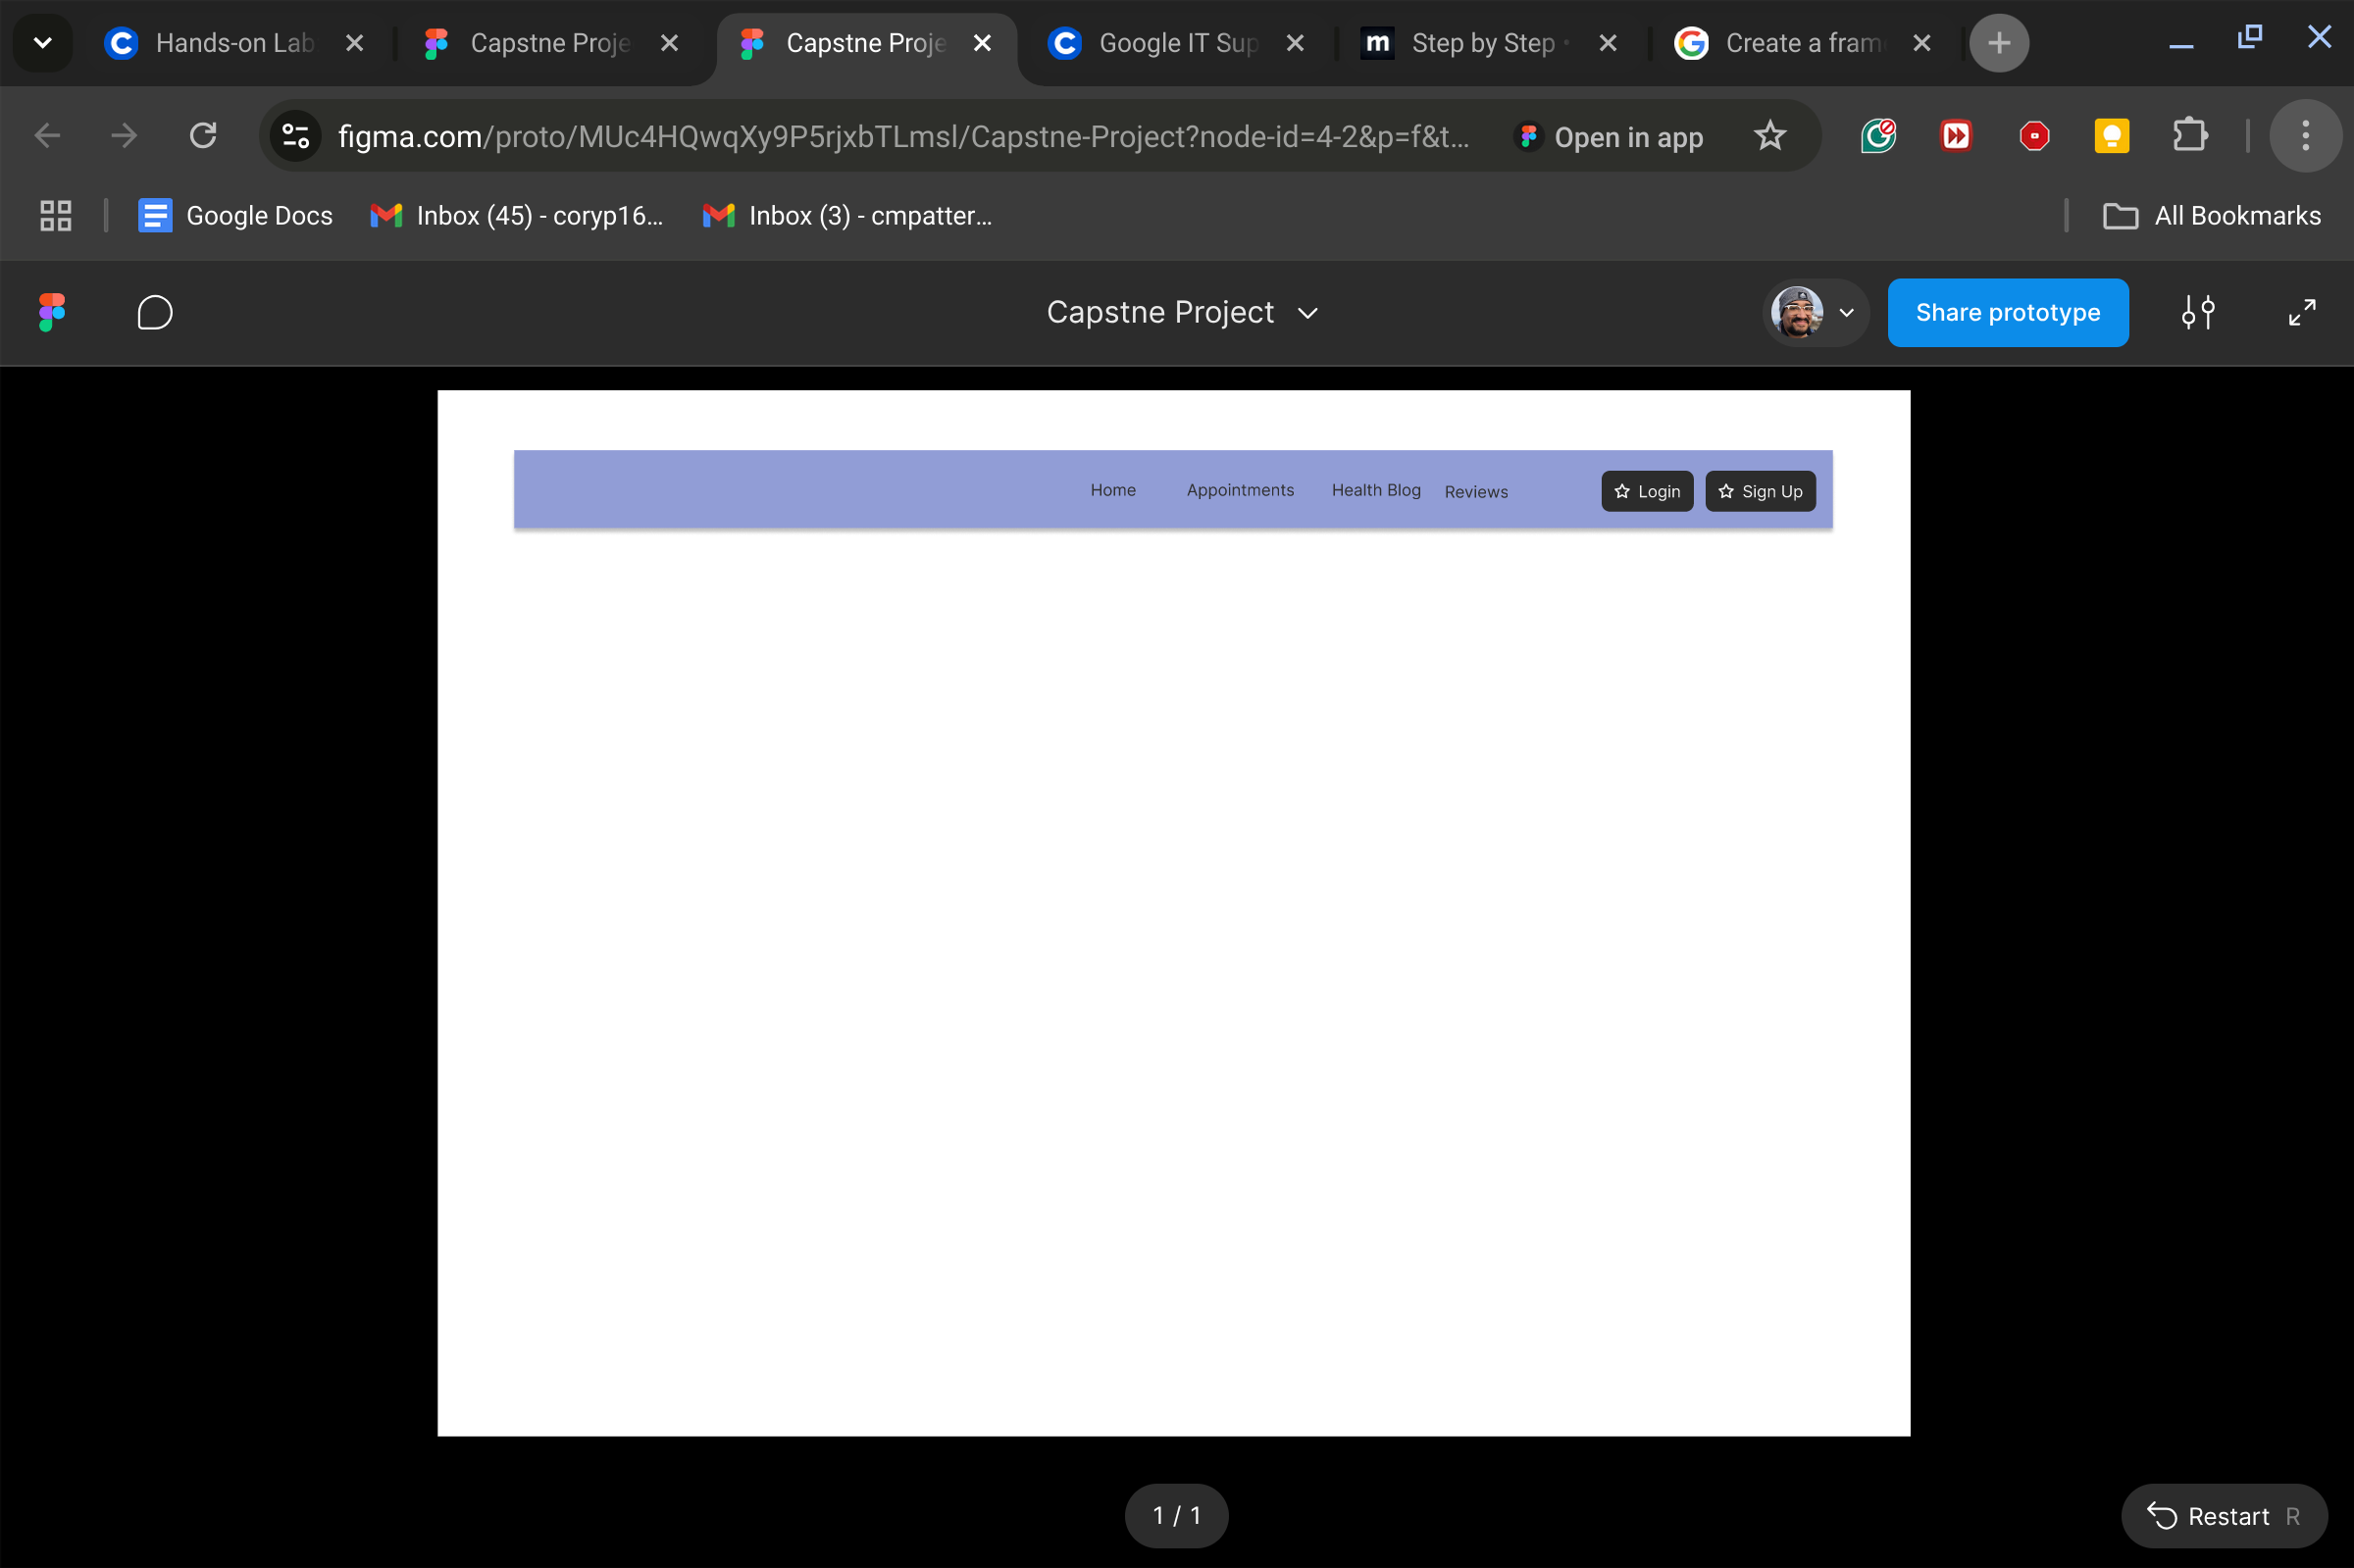 Hands-on Lab
Capstne Proje
Capstne Proje
Google IT Sup
Step by Step
Create a fram
figma.com/proto/MUc4HQwqXy9P5rjxbTLmsl/Capstne-Project?node-id=4-2&p=f&t...
Open in app
Google Docs
Inbox (45) - coryp16...
Inbox (3) - cmpatter...
All Bookmarks
Capstne Project
Share prototype
Home
Appointments
Health Blog
Reviews
Login
Sign Up
1 / 1
Restart R